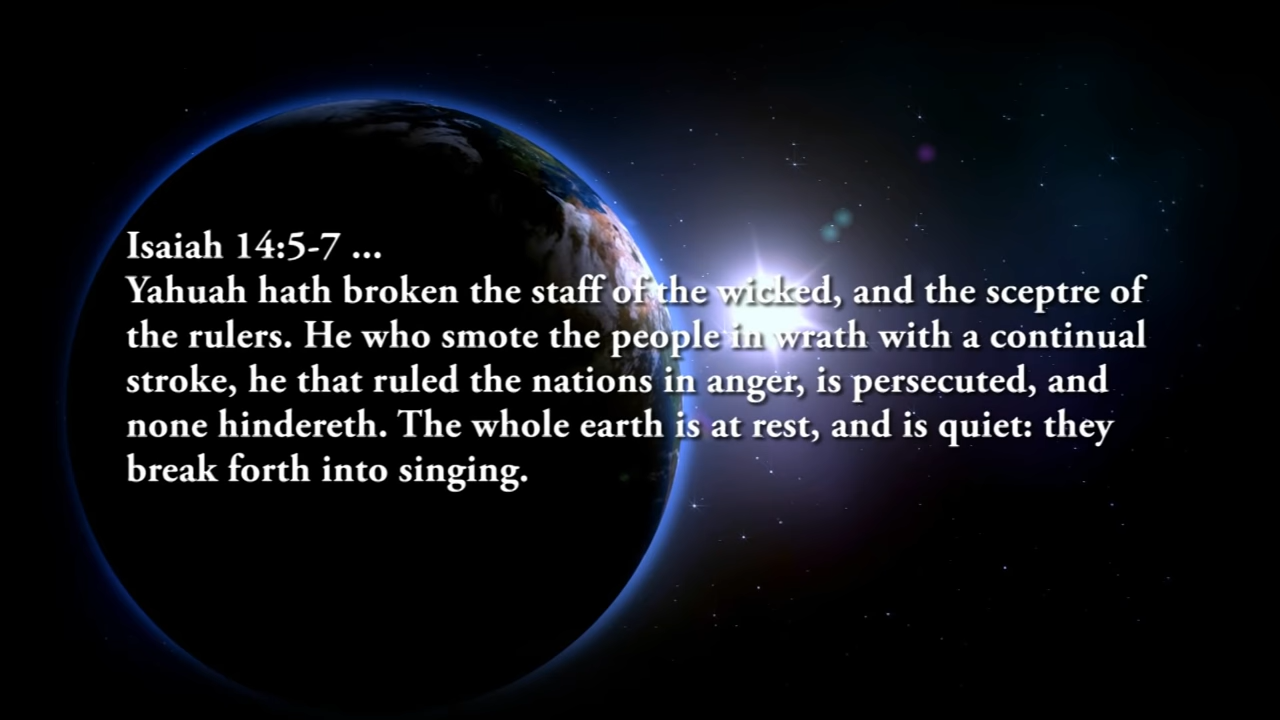 Isaiah 14:5-7 ...
Yahuah hath broken the staff of the wicked, and the sceptre of
the rulers. He who smote the people in wrath with a continual
stroke, he that ruled the nations in anger, is persecuted, and
none hindereth. The whole earth is at rest, and is quiet: they
break forth into singing.